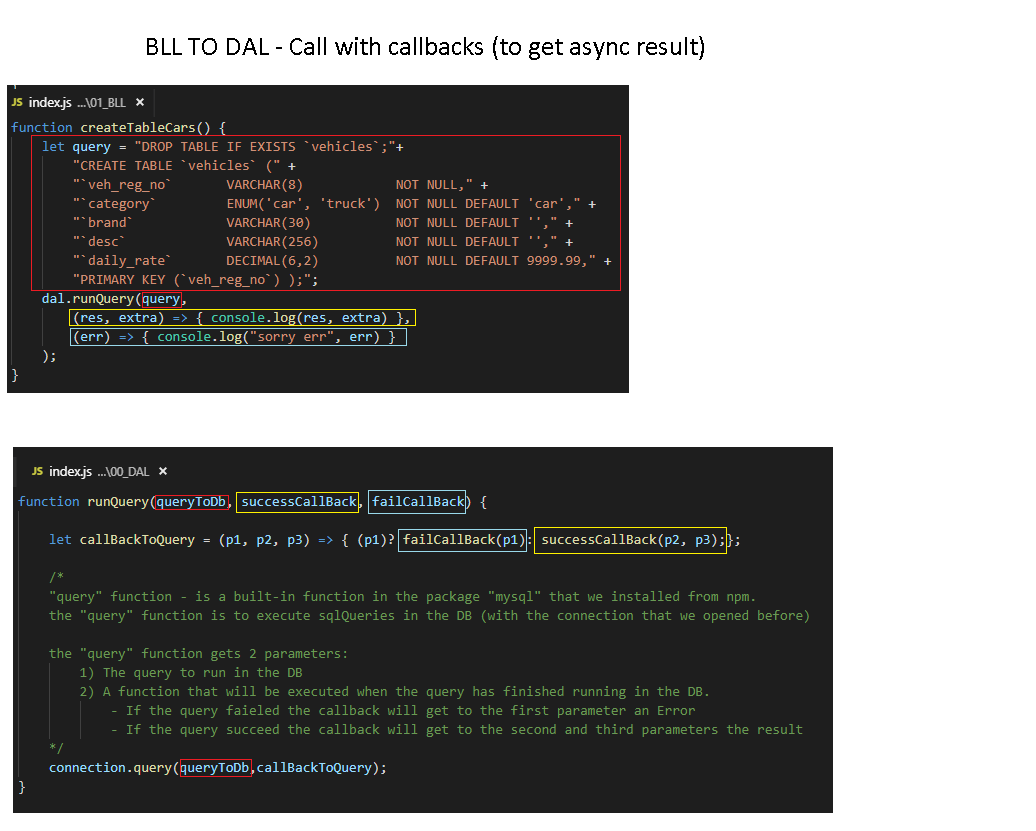 BLL TO DAL - Call with callbacks (to get async result)
JS index.js ...\01_BLL ×
function createTableCars() {
let query = "DROP TABLE IF EXISTS `vehicles`;"+
"CREATE TABLE `vehicles` (" +
"`veh_reg_no` VARCHAR(8) NOT NULL," +
"`category` ENUM('car', 'truck') NOT NULL DEFAULT 'car'," +
"`brand` VARCHAR(30) NOT NULL DEFAULT ''," +
"`desc` VARCHAR(256) NOT NULL DEFAULT ''," +
"`daily_rate` DECIMAL(6,2) NOT NULL DEFAULT 9999.99," +
"PRIMARY KEY (`veh_reg_no`) );";
dal.runQuery(query,
(res, extra) => { console.log(res, extra) },
(err) => { console.log("sorry err", err) }
);
}
JS index.js ...\00_DAL ×
function runQuery(queryToDb, successCallBack, failCallBack) {
let callBackToQuery = (p1, p2, p3) => { (p1)? failCallBack(p1): successCallBack(p2, p3);};
/*
"query" function - is a built-in function in the package "mysql" that we installed from npm.
the "query" function is to execute sqlQueries in the DB (with the connection that we opened before)
the "query" function gets 2 parameters:
1) The query to run in the DB
2) A function that will be executed when the query has finished running in the DB.
- If the query faieled the callback will get to the first parameter an Error
- If the query succeed the callback will get to the second and third parameters the result
*/
connection.query(queryToDb,callBackToQuery);
}